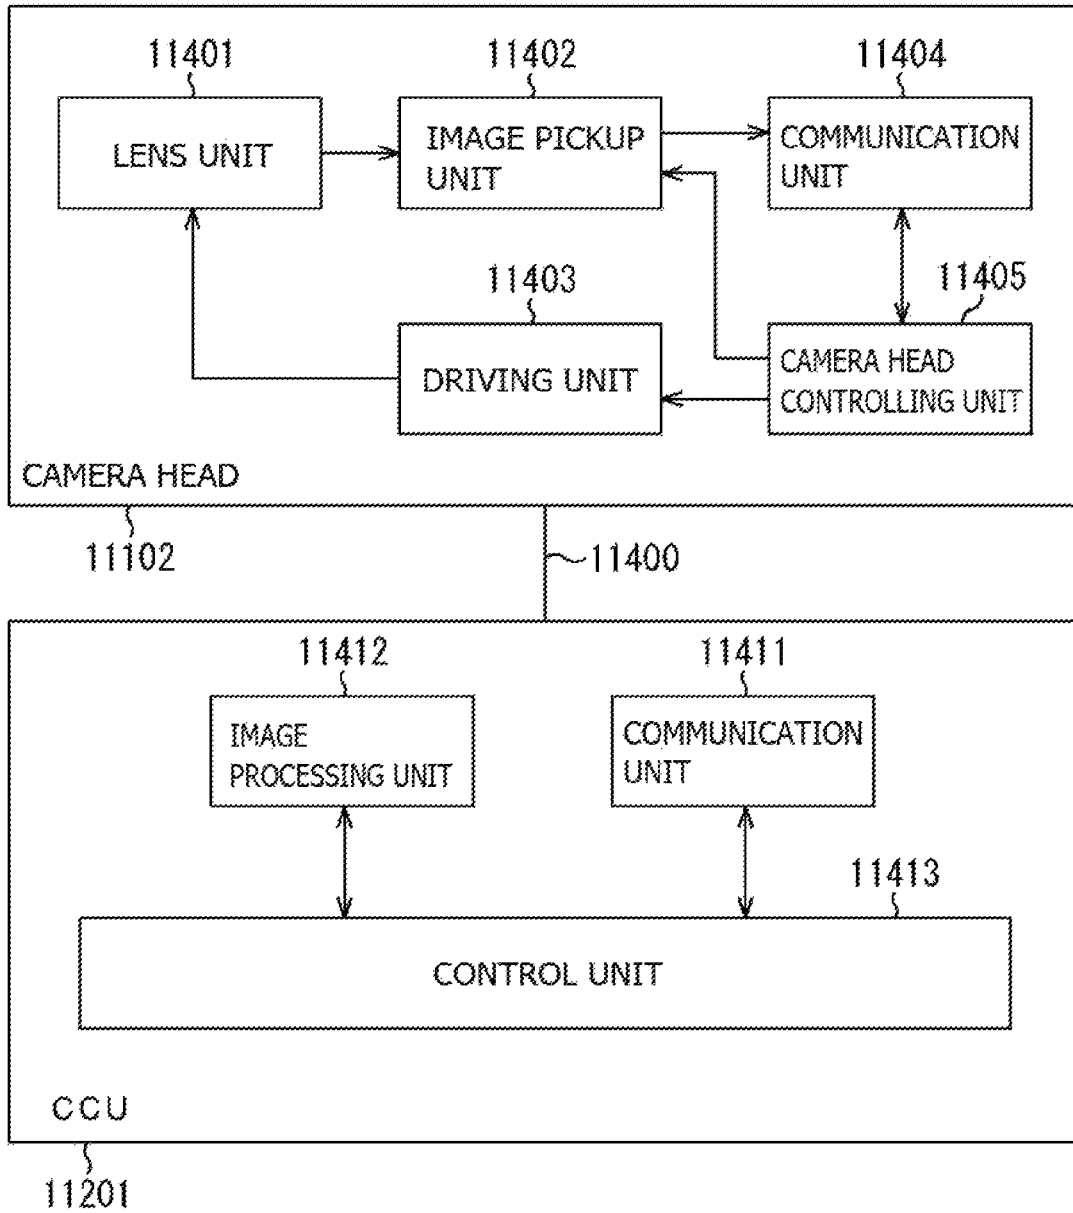 11401
11402
11404
LENS UNIT
IMAGE PICKUP
UNIT
COMMUNICATION
UNIT
11403
11405
DRIVING UNIT
CAMERA HEAD
CONTROLLING UNIT
CAMERA HEAD
11102
11400
11412
11411
IMAGE
PROCESSING UNIT
COMMUNICATION
UNIT
11413
CONTROL UNIT
CCU
11201